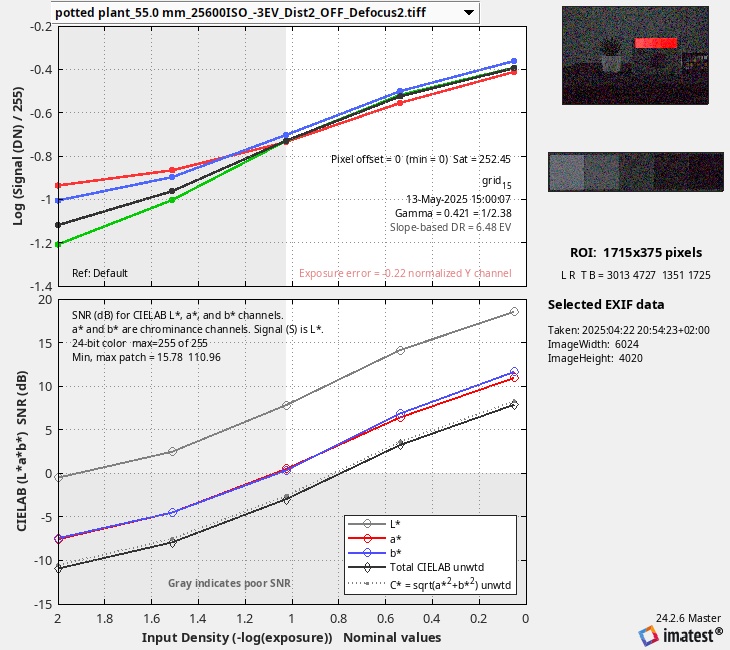 potted plant_55.0 mm_25600ISO_-3EV_Dist2_OFF_Defocus2.tiff
Log (Signal (DN) / 255)
-0.2
-0.4
-0.6
-0.8
-1
-1.2
-1.4
Pixel offset = 0 (min = 0) Sat = 252.45
grid15
13-May-2025 15:00:07
Gamma = 0.421 = 1/2.38
Slope-based DR = 6.48 EV
Ref: Default
Exposure error = -0.22 normalized Y channel
ROI: 1715x375 pixels
L R T B = 3013 4727 1351 1725
Selected EXIF data
Taken: 2025:04:22 20:54:23+02:00
ImageWidth: 6024
ImageHeight: 4020
CIELAB (L*a*b*) SNR (dB)
20
15
10
5
0
-5
-10
-15
SNR (dB) for CIELAB L*, a*, and b* channels.
a* and b* are chrominance channels. Signal (S) is L*.
24-bit color max=255 of 255
Min, max patch = 15.78 110.96
L*
a*
b*
Total CIELAB unwtd
C* = sqrt(a*2+b*2) unwtd
Gray indicates poor SNR
2 1.8 1.6 1.4 1.2 1 0.8 0.6 0.4 0.2 0
Input Density (-log(exposure)) Nominal values
24.2.6 Master
imatest®